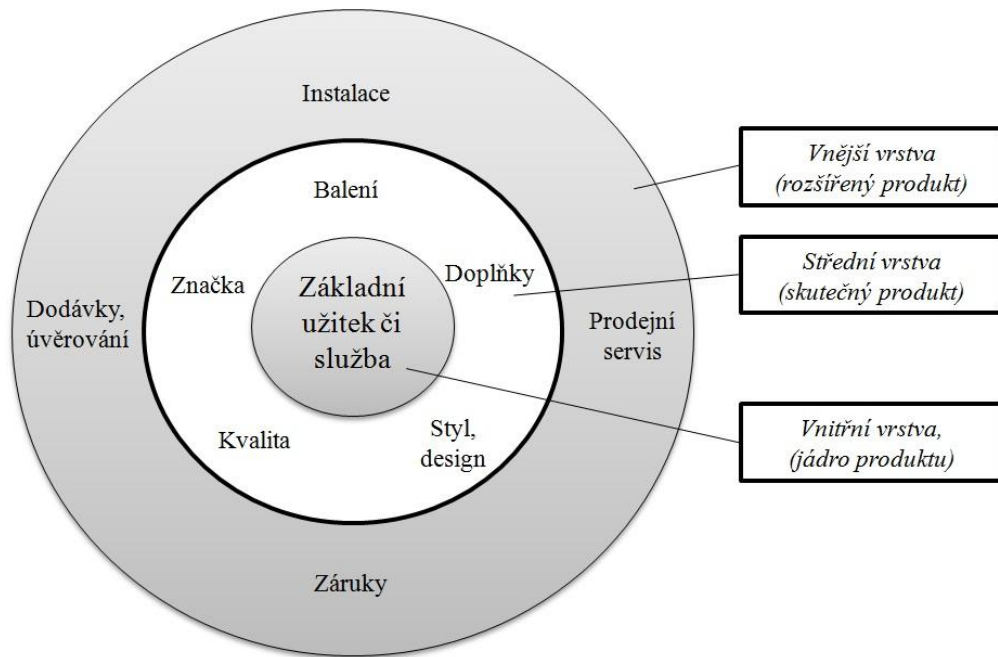 Instalace
Balení
Značka
Doplňky
Základní
užitek či
služba
Dodávky,
úvěrování
Prodejní
servis
Kvalita
Styl,
design
Záruky
Vnější vrstva
(rozšířený produkt)
Střední vrstva
(skutečný produkt)
Vnitřní vrstva,
(jádro produktu)